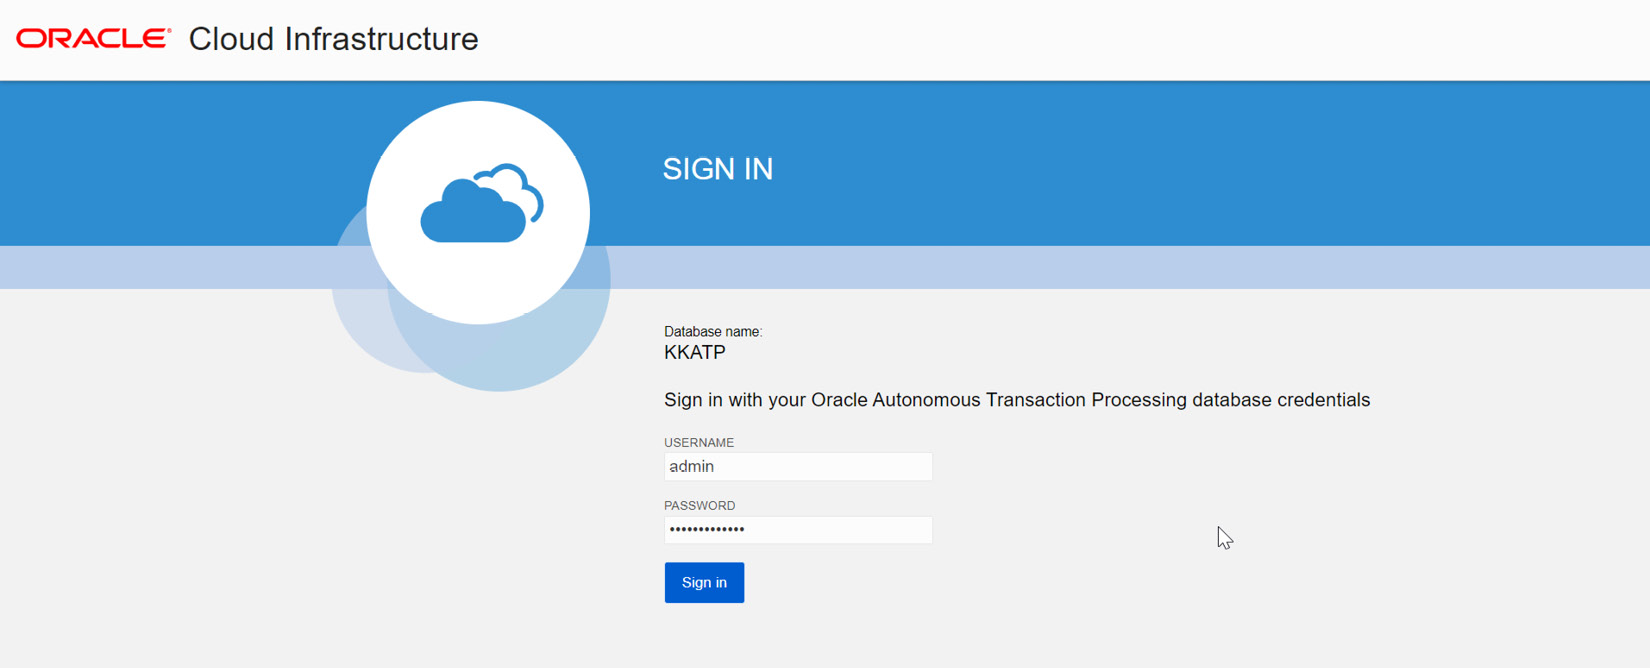 ORACLE® Cloud Infrastructure
SIGN IN
Database name:
KKATP
Sign in with your Oracle Autonomous Transaction Processing database credentials
USERNAME
admin
PASSWORD
•••••••••••••
Sign in